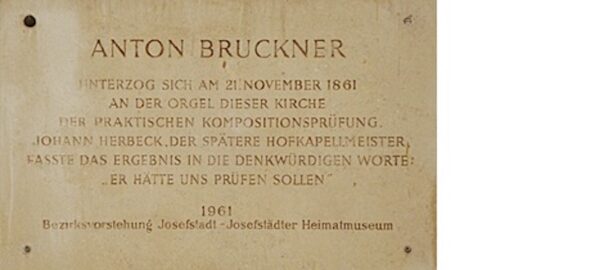 ANTON BRUCKNER
UNTERZOG SICH AM 21. NOVEMBER 1861
AN DER ORGEL DIESER KIRCHE
DER PRAKTISCHEN KOMPOSITIONSPRÜFUNG.
JOHANN HERBECK, DER SPÄTERE HOFKAPELLMEISTER,
FASSTE DAS ERGEBNIS IN DIE DENKWÜRDIGEN WORTE:
„ER HÄTTE UNS PRÜFEN SOLLEN“
1961
Bezirksvorstehung Josefstadt - Josefstädter Heimatmuseum